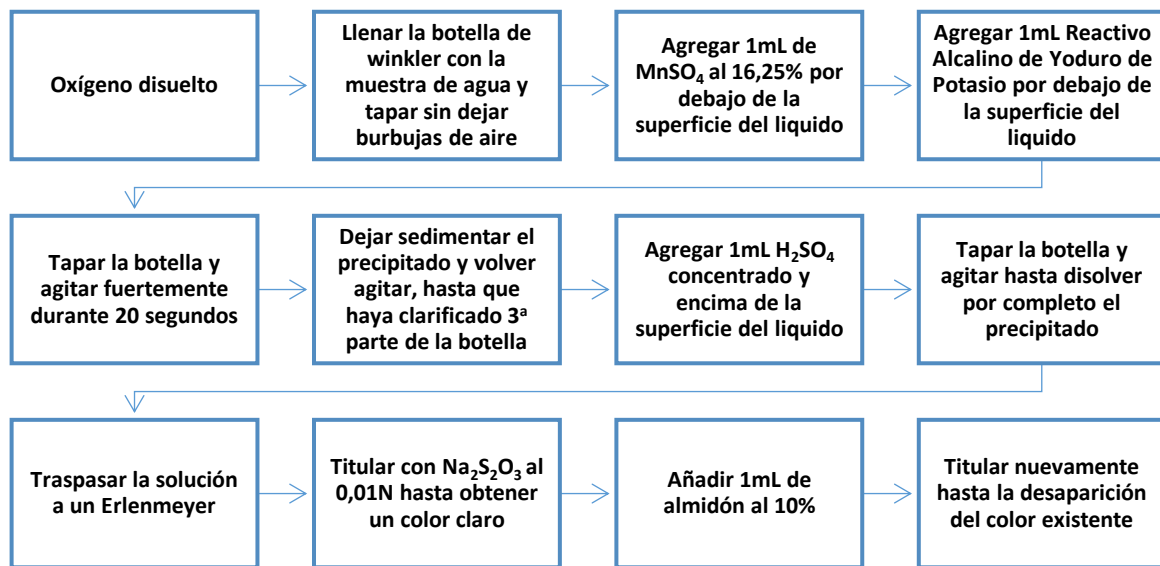 Oxígeno disuelto
Llenar la botella de
winkler con la
muestra de agua y
tapar sin dejar
burbujas de aire
Agregar 1mL de
MnSO₄ al 16,25% por
debajo de la
superficie del liquido
Agregar 1mL Reactivo
Alcalino de Yoduro de
Potasio por debajo de
la superficie del
liquido
Tapar la botella y
agitar fuertemente
durante 20 segundos
Dejar sedimentar el
precipitado y volver
agitar, hasta que
haya clarificado 3ª
parte de la botella
Agregar 1mL H₂SO₄
concentrado y
encima de la
superficie del liquido
Tapar la botella y
agitar hasta disolver
por completo el
precipitado
Traspasar la solución
a un Erlenmeyer
Titular con Na₂S₂O₃ al
0,01N hasta obtener
un color claro
Añadir 1mL de
almidón al 10%
Titular nuevamente
hasta la desaparición
del color existente